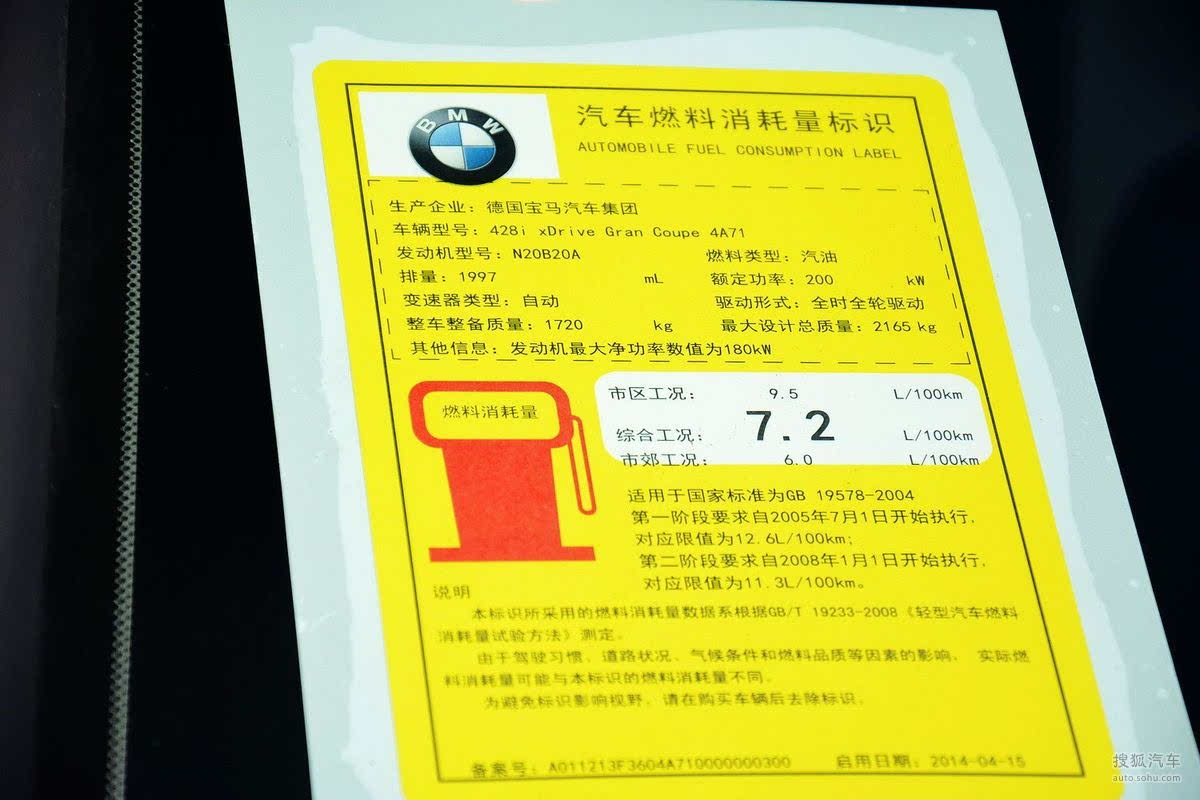 BMW
汽车燃料消耗量标识
AUTOMOBILE FUEL CONSUMPTION LABEL
生产企业：德国宝马汽车集团
车辆型号：428i xDrive Gran Coupe 4A71
发动机型号：N20B20A 燃料类型：汽油
排量：1997 mL 额定功率：200 kW
变速器类型：自动 驱动形式：全时全轮驱动
整车整备质量：1720 kg 最大设计总质量：2165 kg
其他信息：发动机最大净功率数值为180kW
燃料消耗量
市区工况： 9.5 L/100km
综合工况： 7.2 L/100km
市郊工况： 6.0 L/100km
适用于国家标准为GB 19578-2004
第一阶段要求自2005年7月1日开始执行，
对应限值为12.6L/100km；
第二阶段要求自2008年1月1日开始执行，
对应限值为11.3L/100km。
说明
本标识所采用的燃料消耗量数据系根据GB/T 19233-2008《轻型汽车燃料
消耗量试验方法》测定。
由于驾驶习惯、道路状况、气候条件和燃料品质等因素的影响， 实际燃
料消耗量可能与本标识的燃料消耗量不同。
为避免标识影响视野，请在购买车辆后去除标识。
备案号：A011213F3604A710000000300 启用日期：2014-04-15
搜狐汽车
auto.sohu.com